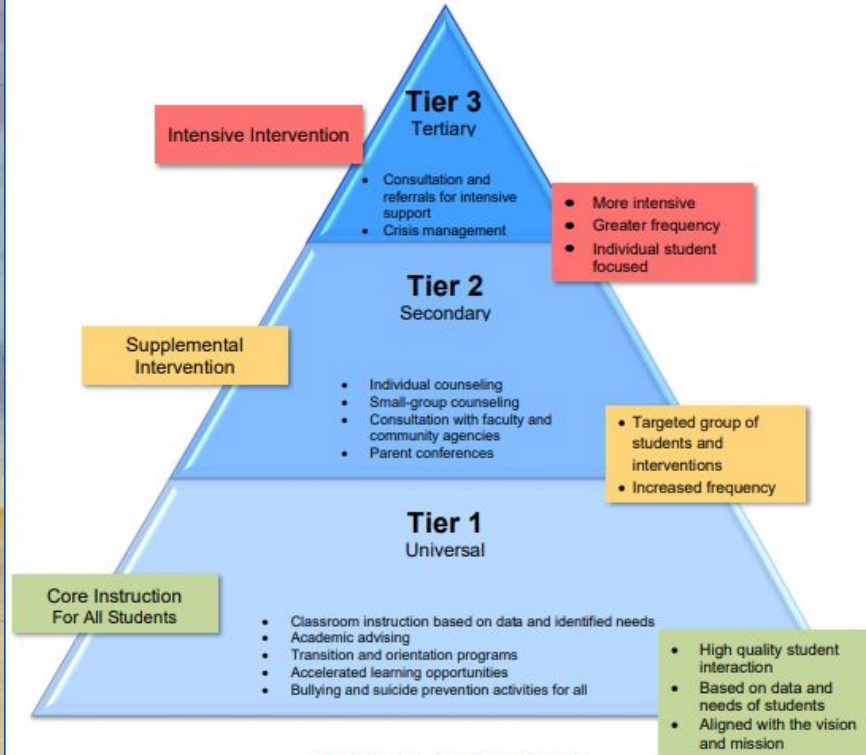 Tier 3
Tertiary
Intensive Intervention
• Consultation and
referrals for intensive
support
• Crisis management
• More intensive
• Greater frequency
• Individual student
focused
Tier 2
Secondary
Supplemental
Intervention
• Individual counseling
• Small-group counseling
• Consultation with faculty and
community agencies
• Parent conferences
• Targeted group of
students and
interventions
• Increased frequency
Tier 1
Universal
Core Instruction
For All Students
• Classroom instruction based on data and identified needs
• Academic advising
• Transition and orientation programs
• Accelerated learning opportunities
• Bullying and suicide prevention activities for all
• High quality student
interaction
• Based on data and
needs of students
• Aligned with the vision
and mission